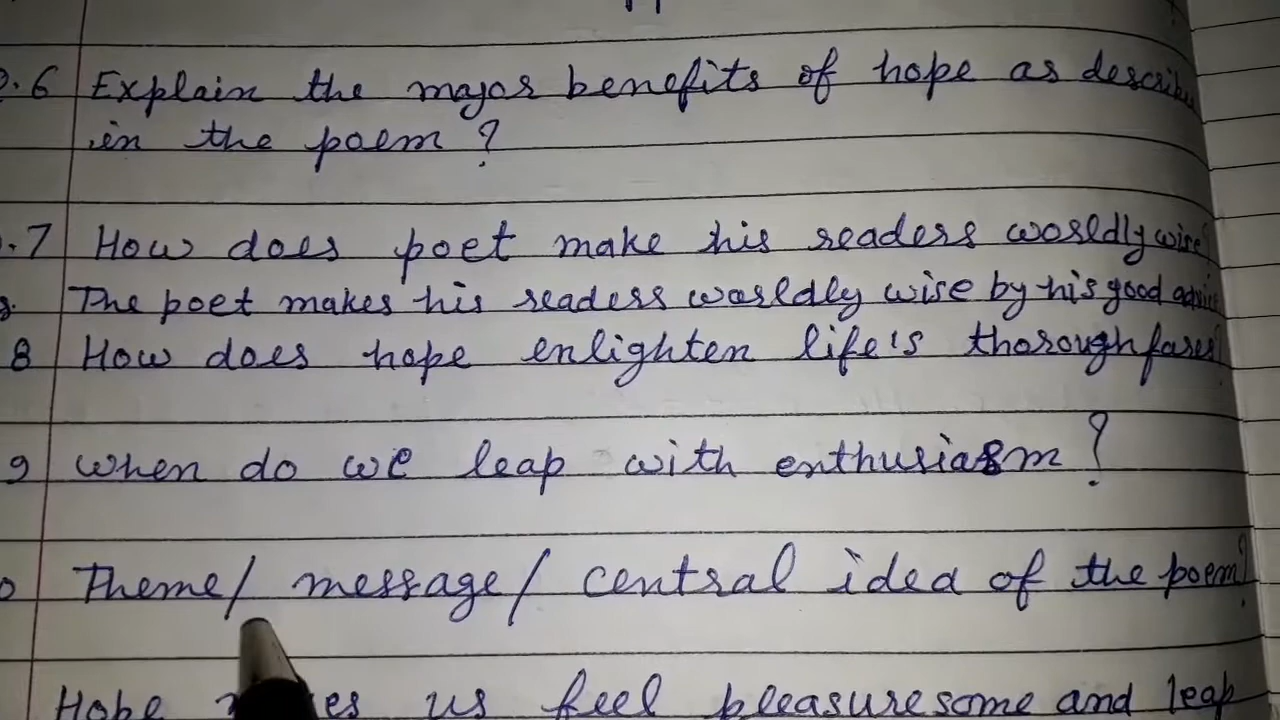 .6 Explain the major benefits of hope as describe
in the poem ?
.7 How does poet make his readers worldly wise
The poet makes his readers worldly wise by his good advice
8 How does hope enlighten life's thoroughfares
9 when do we leap with enthusiasm ?
Theme/ message/ central idea of the poem?
Hope us feel pleasuresome and leap